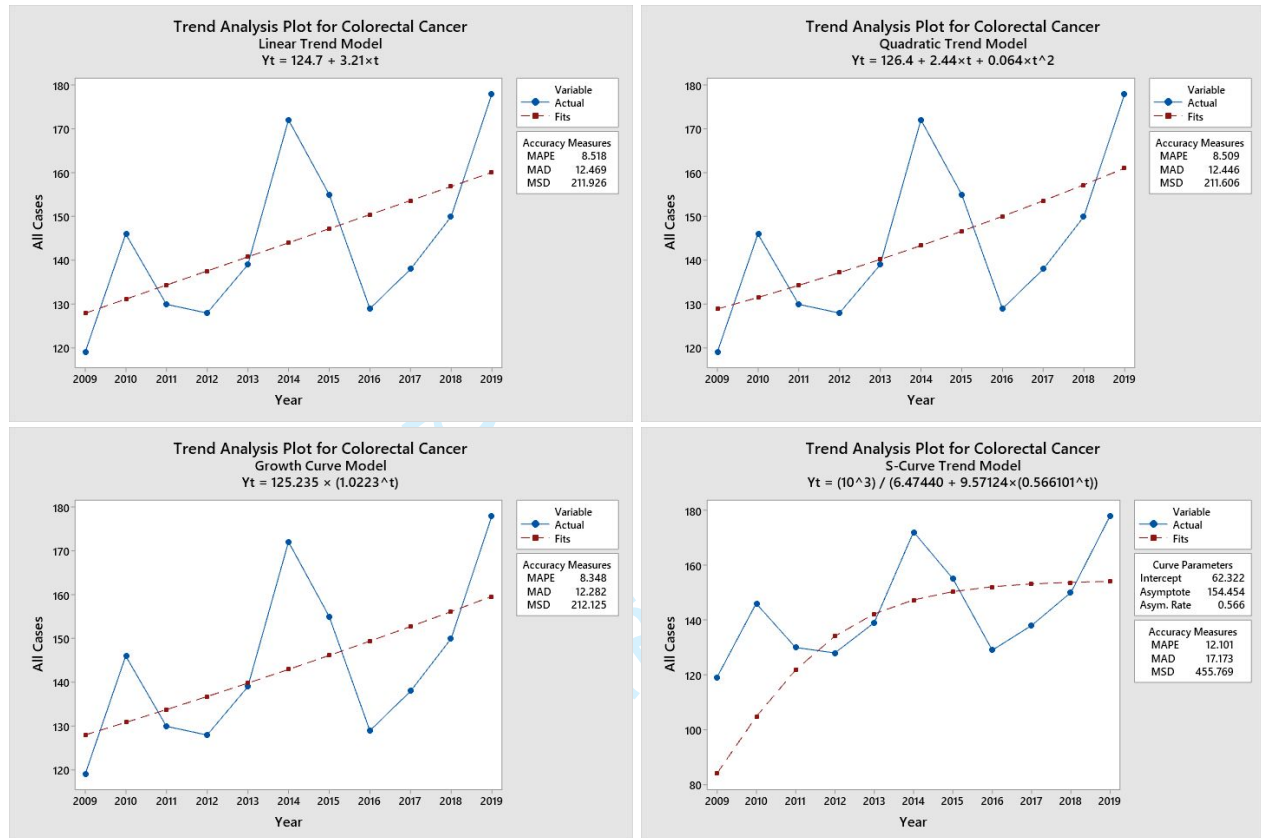 Trend Analysis Plot for Colorectal Cancer
Linear Trend Model
Yt = 124.7 + 3.21×t
All Cases
180
170
160
150
140
130
120
2009 2010 2011 2012 2013 2014 2015 2016 2017 2018 2019
Year
Variable
Actual
Fits
Accuracy Measures
MAPE 8.518
MAD 12.469
MSD 211.926
Trend Analysis Plot for Colorectal Cancer
Quadratic Trend Model
Yt = 126.4 + 2.44×t + 0.064×t^2
All Cases
180
170
160
150
140
130
120
2009 2010 2011 2012 2013 2014 2015 2016 2017 2018 2019
Year
Variable
Actual
Fits
Accuracy Measures
MAPE 8.509
MAD 12.446
MSD 211.606
Trend Analysis Plot for Colorectal Cancer
Growth Curve Model
Yt = 125.235 × (1.0223^t)
All Cases
180
170
160
150
140
130
120
2009 2010 2011 2012 2013 2014 2015 2016 2017 2018 2019
Year
Variable
Actual
Fits
Accuracy Measures
MAPE 8.348
MAD 12.282
MSD 212.125
Trend Analysis Plot for Colorectal Cancer
S-Curve Trend Model
Yt = (10^3) / (6.47440 + 9.57124×(0.566101^t))
All Cases
180
160
140
120
100
80
2009 2010 2011 2012 2013 2014 2015 2016 2017 2018 2019
Year
Variable
Actual
Fits
Curve Parameters
Intercept 62.322
Asymptote 154.454
Asym. Rate 0.566
Accuracy Measures
MAPE 12.101
MAD 17.173
MSD 455.769